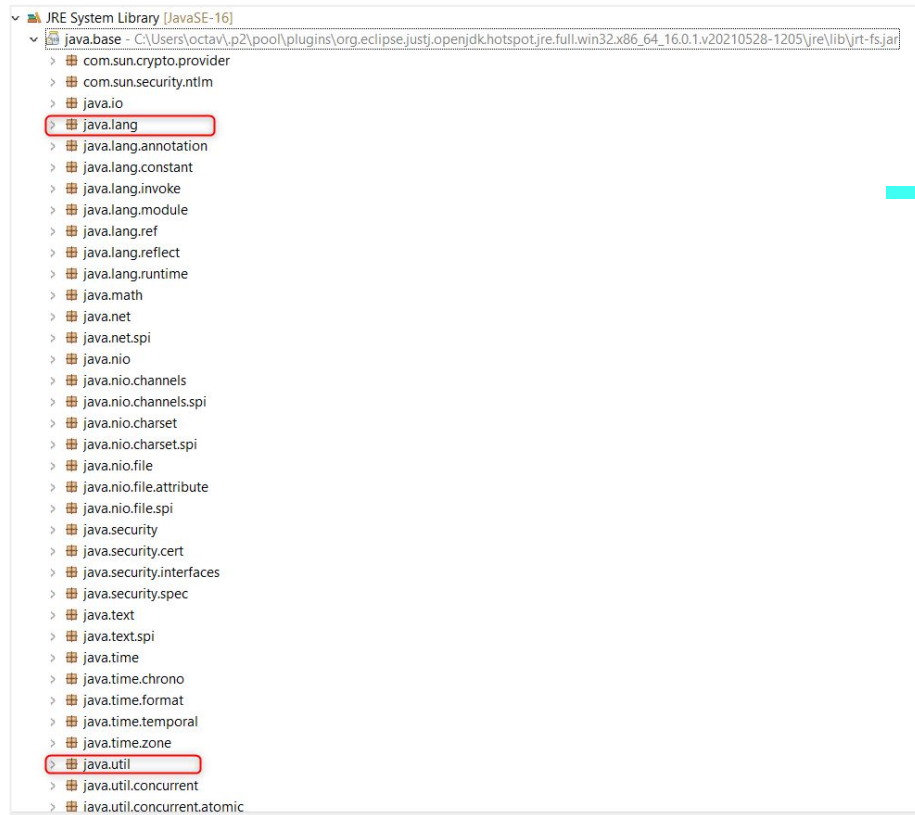 JRE System Library [JavaSE-16]
java.base - C:\Users\octav\.p2\pool\plugins\org.eclipse.justj.openjdk.hotspot.jre.full.win32.x86_64_16.0.1.v20210528-1205\jre\lib\jrt-fs.jar
com.sun.crypto.provider
com.sun.security.ntlm
java.io
java.lang
java.lang.annotation
java.lang.constant
java.lang.invoke
java.lang.module
java.lang.ref
java.lang.reflect
java.lang.runtime
java.math
java.net
java.net.spi
java.nio
java.nio.channels
java.nio.channels.spi
java.nio.charset
java.nio.charset.spi
java.nio.file
java.nio.file.attribute
java.nio.file.spi
java.security
java.security.cert
java.security.interfaces
java.security.spec
java.text
java.text.spi
java.time
java.time.chrono
java.time.format
java.time.temporal
java.time.zone
java.util
java.util.concurrent
java.util.concurrent.atomic